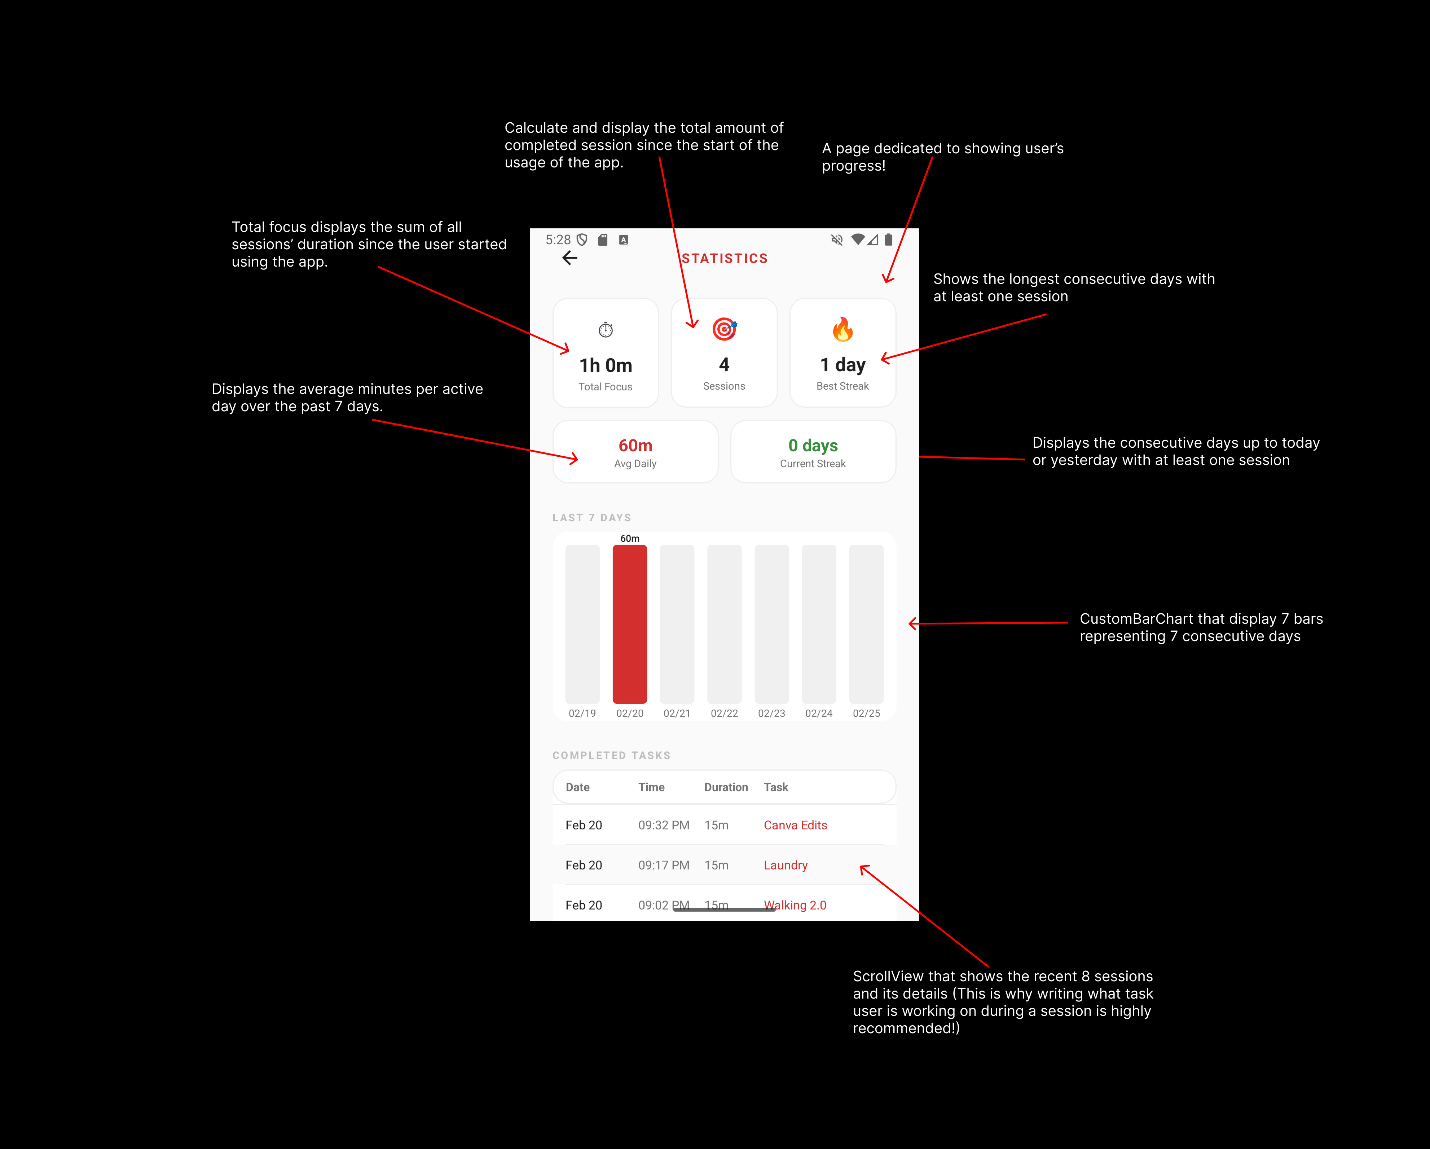 Calculate and display the total amount of
completed session since the start of the
usage of the app.
A page dedicated to showing user's
progress!
Total focus displays the sum of all
sessions' duration since the user started
using the app.
Shows the longest consecutive days with
at least one session
Displays the average minutes per active
day over the past 7 days.
Displays the consecutive days up to today
or yesterday with at least one session
CustomBarChart that display 7 bars
representing 7 consecutive days
5:28
STATISTICS
1h 0m
Total Focus
4
Sessions
1 day
Best Streak
60m
Avg Daily
0 days
Current Streak
LAST 7 DAYS
60m
02/19 02/20 02/21 02/22 02/23 02/24 02/25
COMPLETED TASKS
Date Time Duration Task
Feb 20 09:32 PM 15m Canva Edits
Feb 20 09:17 PM 15m Laundry
Feb 20 09:02 PM 15m Walking 2.0
ScrollView that shows the recent 8 sessions
and its details (This is why writing what task
user is working on during a session is highly
recommended!)